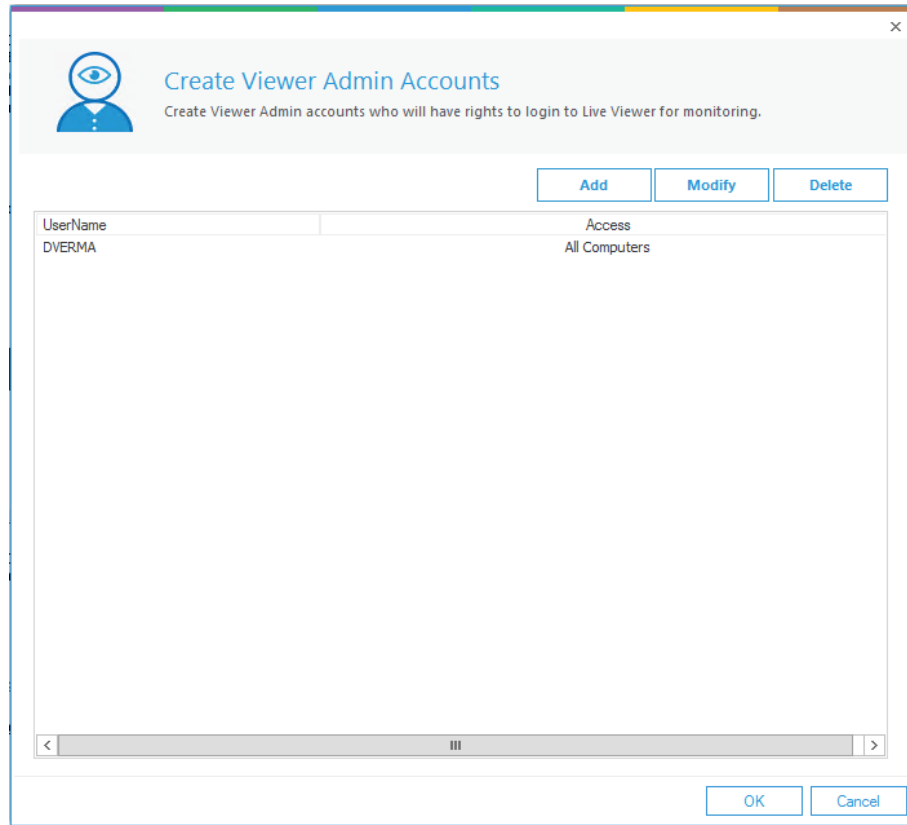 Create Viewer Admin Accounts
Create Viewer Admin accounts who will have rights to login to Live Viewer for monitoring.
Add Modify Delete
UserName Access
DVERMA All Computers
OK Cancel